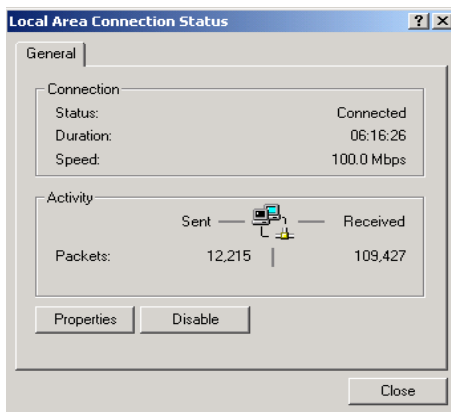 Local Area Connection Status
General
Connection
Status: Connected
Duration: 06:16:26
Speed: 100.0 Mbps
Activity
Sent Received
Packets: 12,215 109,427
Properties Disable
Close